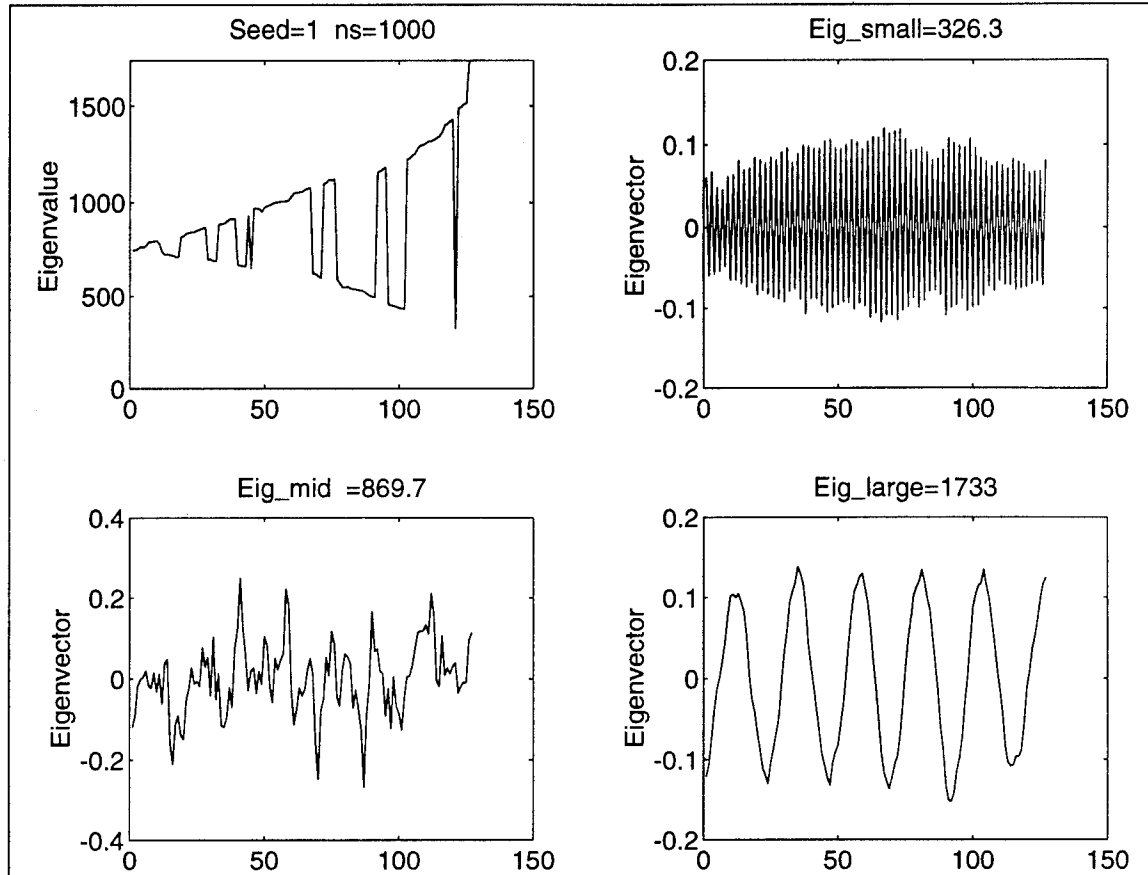 Seed=1 ns=1000
Eigenvalue
1500
1000
500
0
0 50 100 150
Eig_small=326.3
Eigenvector
0.2
0.1
0
-0.1
-0.2
0 50 100 150
Eig_mid =869.7
Eigenvector
0.4
0.2
0
-0.2
-0.4
0 50 100 150
Eig_large=1733
Eigenvector
0.2
0.1
0
-0.1
-0.2
0 50 100 150